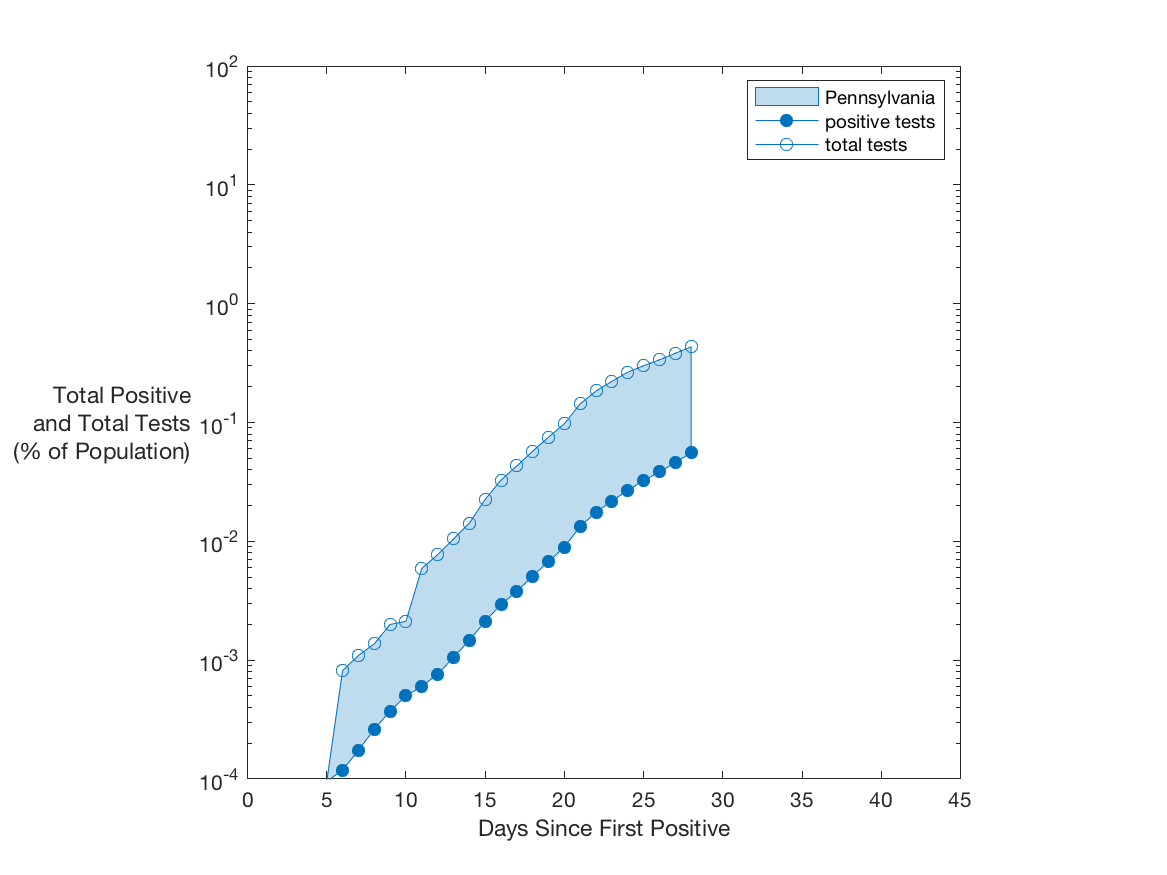 10^2
10^1
10^0
10^-1
10^-2
10^-3
10^-4
Total Positive
and Total Tests
(% of Population)
Pennsylvania
positive tests
total tests
0 5 10 15 20 25 30 35 40 45
Days Since First Positive